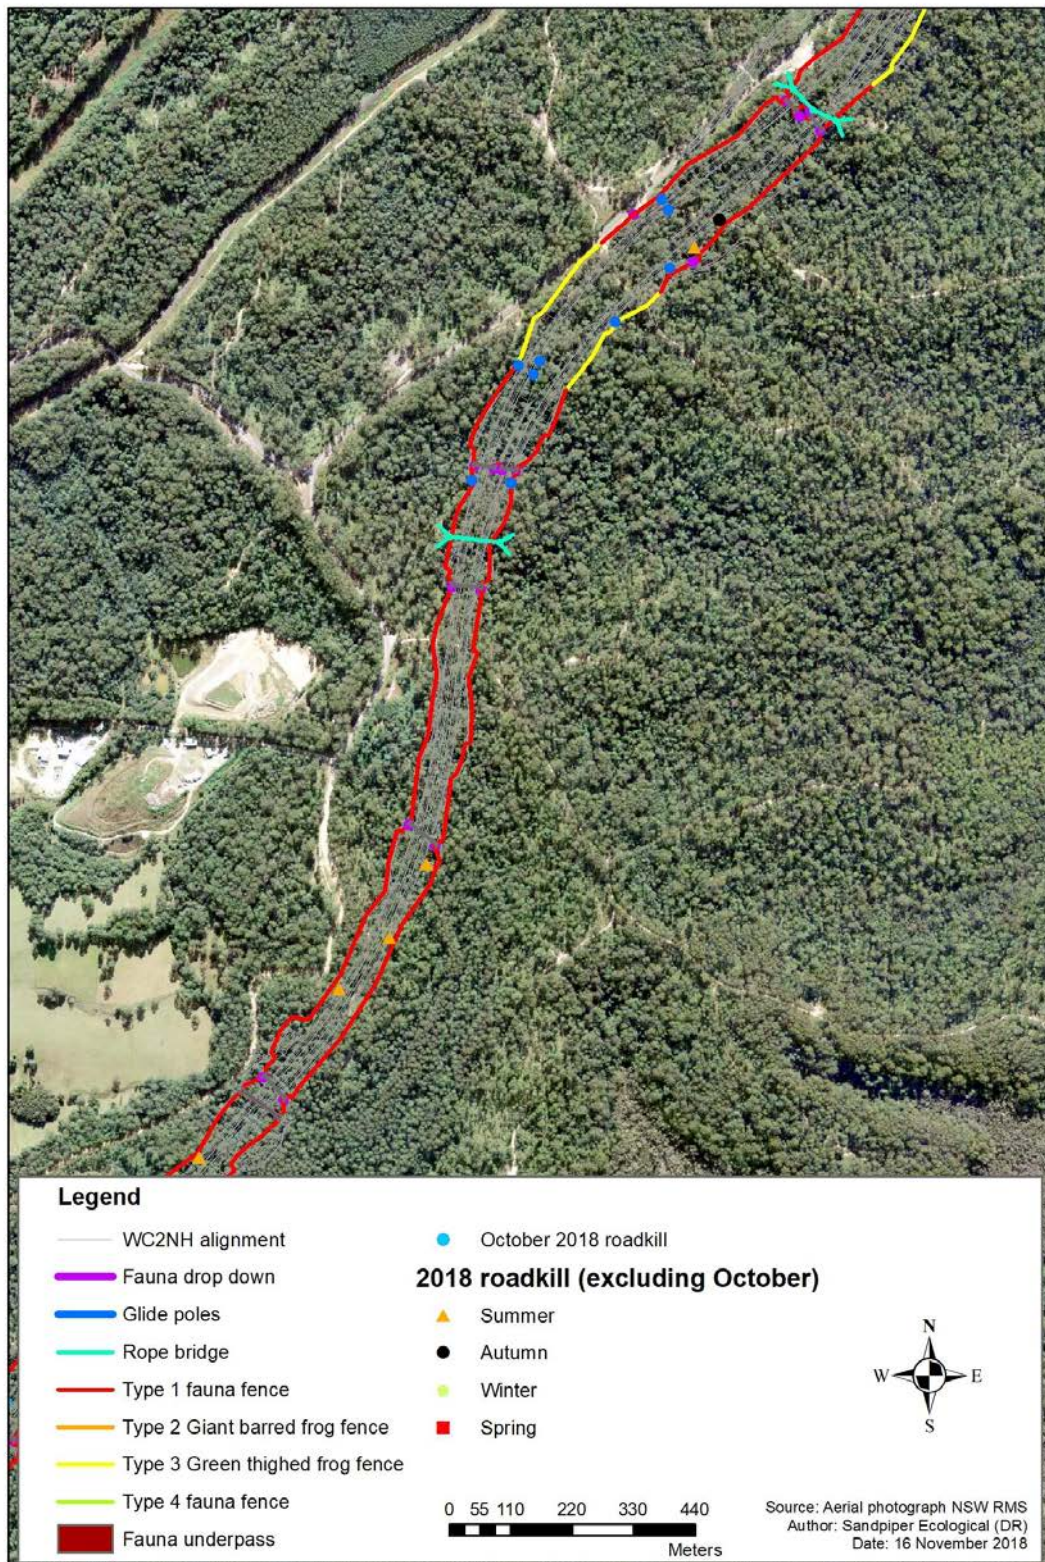 Legend
WC2NH alignment
Fauna drop down
Glide poles
Rope bridge
Type 1 fauna fence
Type 2 Giant barred frog fence
Type 3 Green thighed frog fence
Type 4 fauna fence
Fauna underpass
October 2018 roadkill
2018 roadkill (excluding October)
Summer
Autumn
Winter
Spring
N
W E
S
0 55 110 220 330 440
Meters
Source: Aerial photograph NSW RMS
Author: Sandpiper Ecological (DR)
Date: 16 November 2018